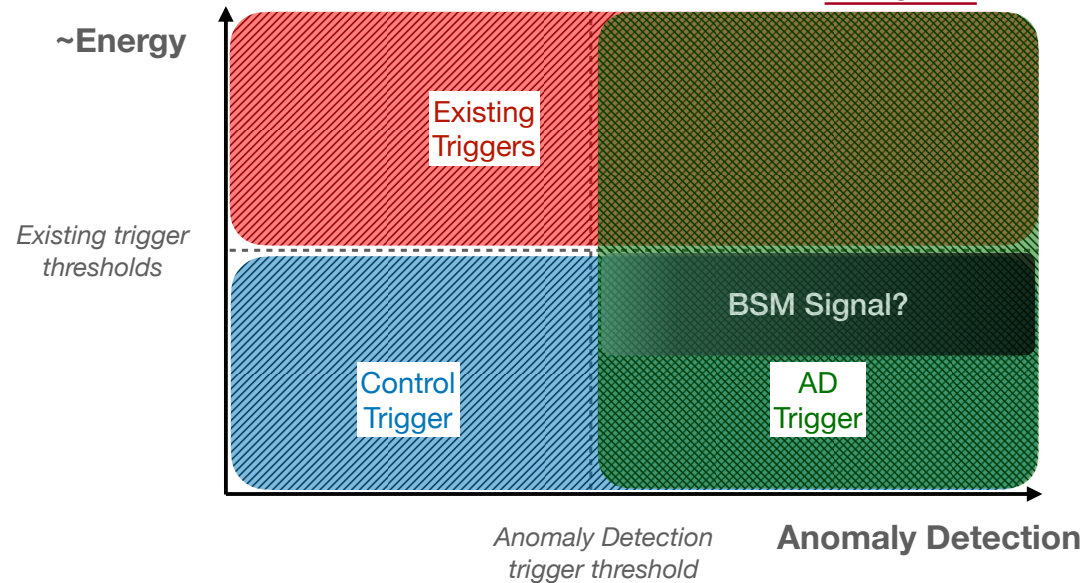 ~Energy
Existing
Triggers
Existing trigger
thresholds
BSM Signal?
Control
Trigger
AD
Trigger
Anomaly Detection
trigger threshold
Anomaly Detection